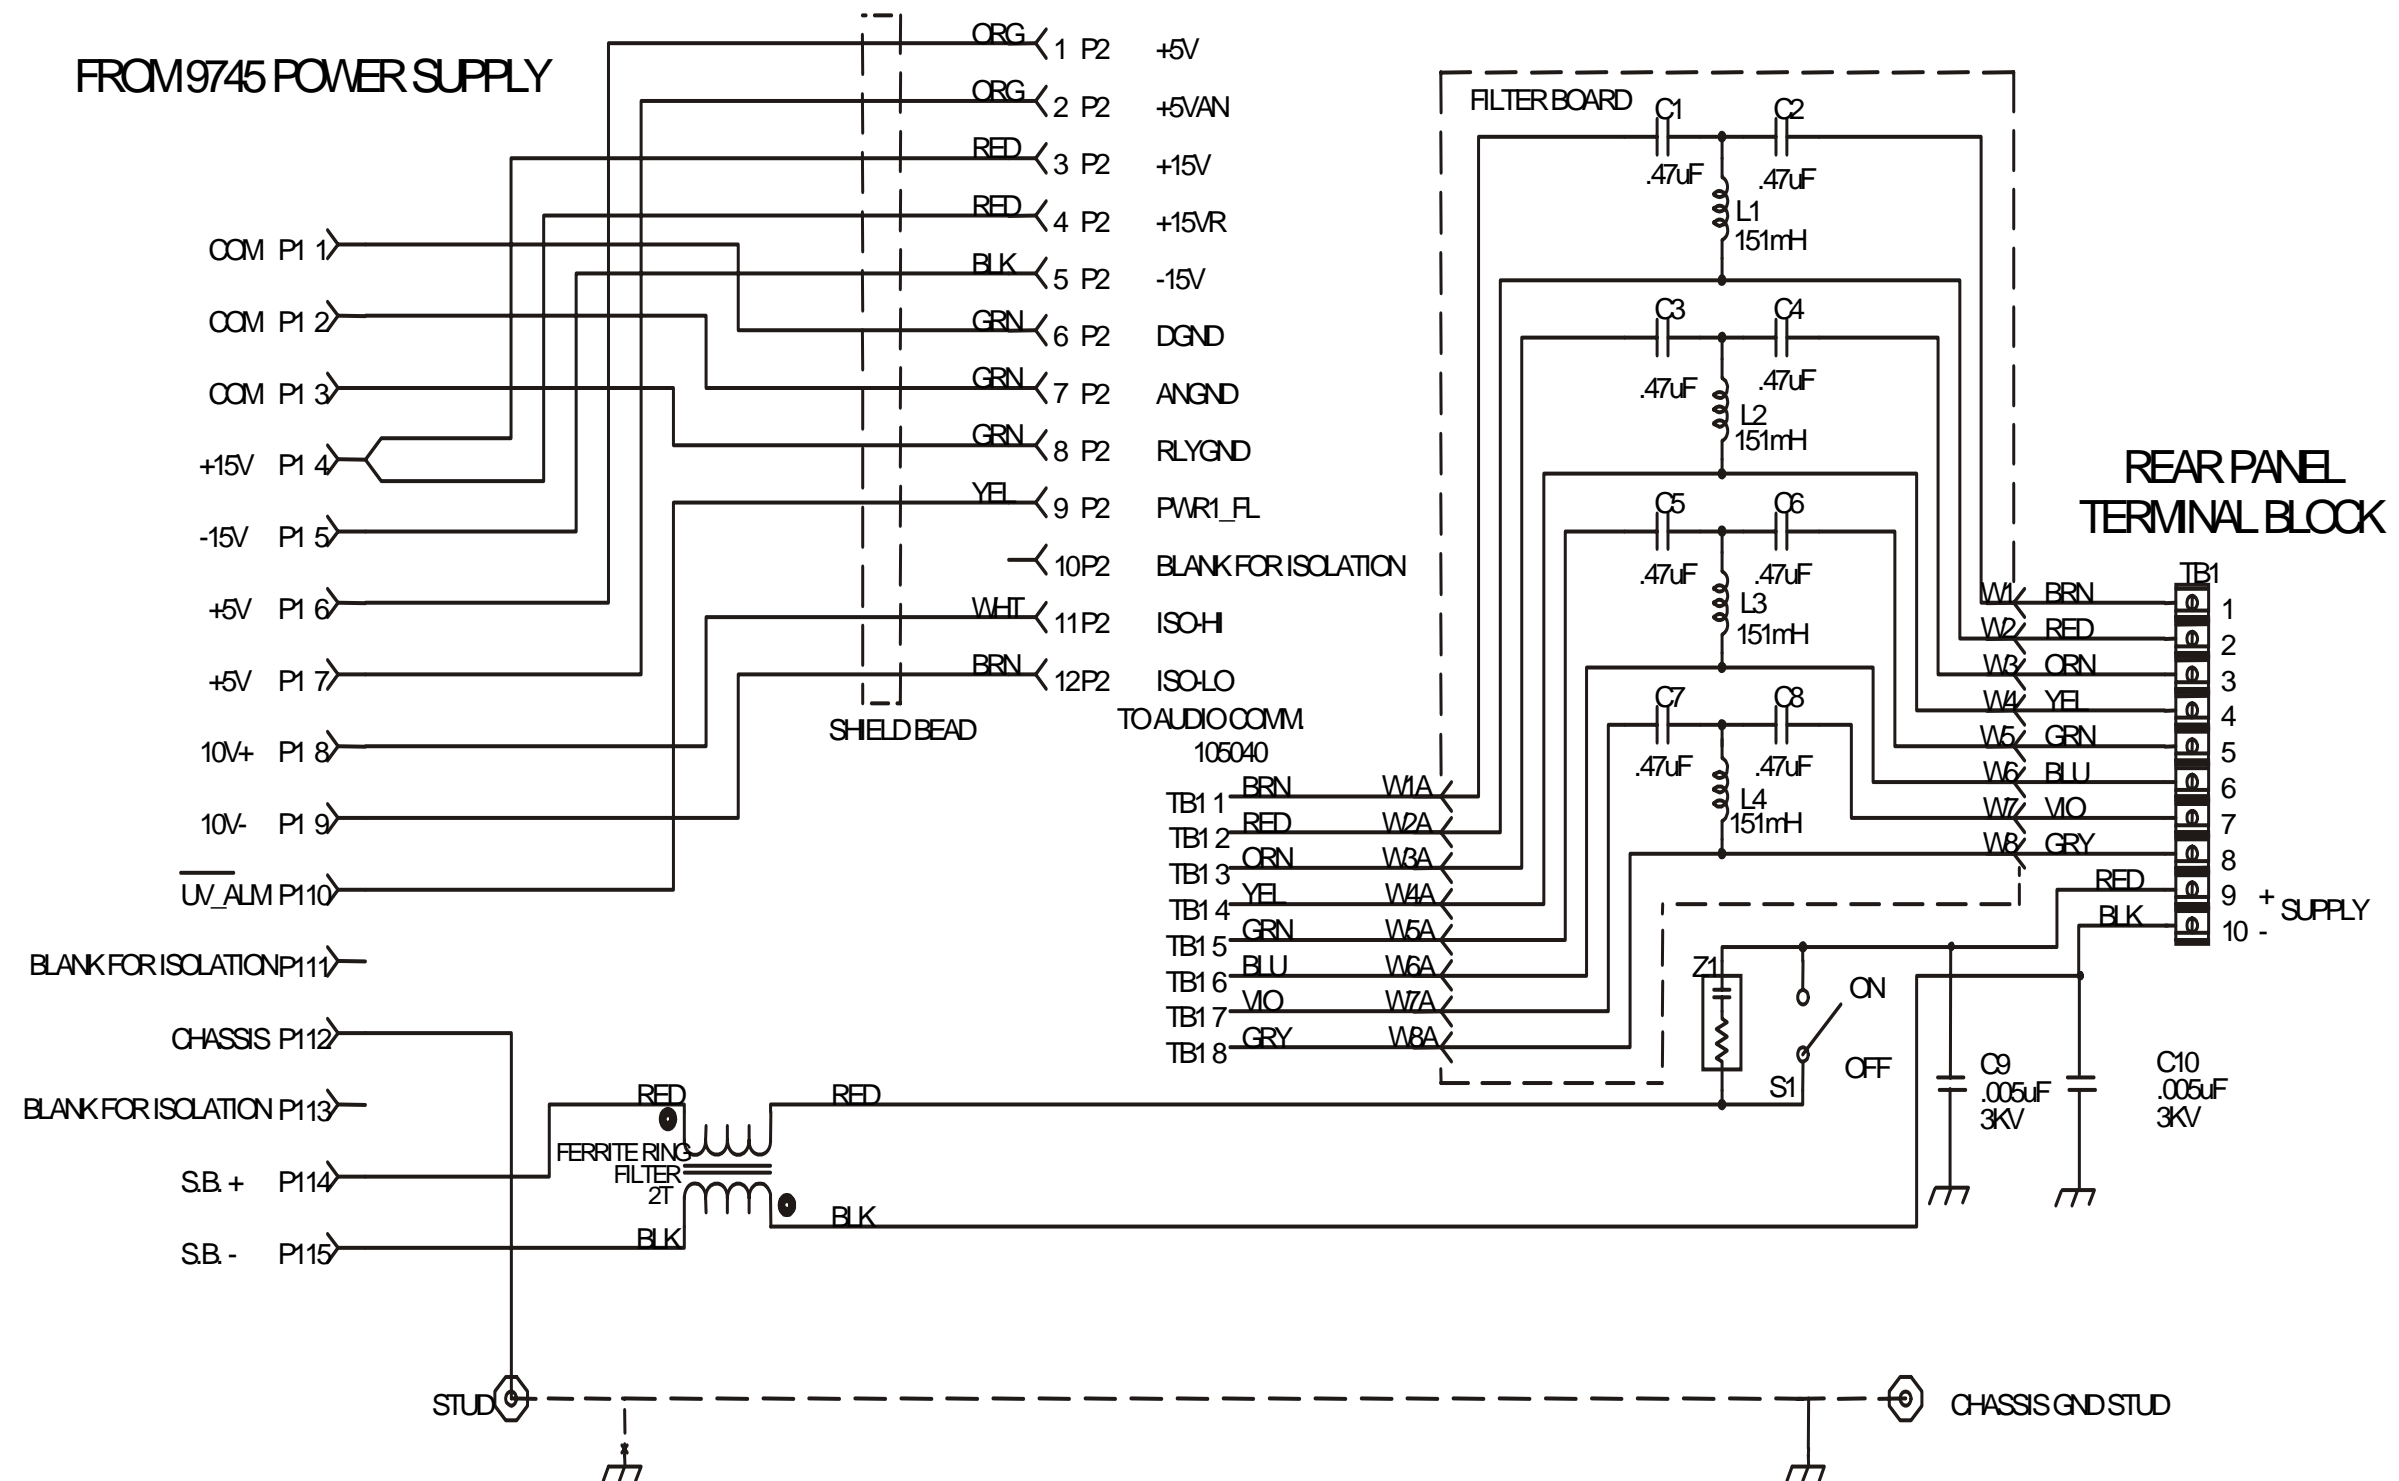 FROM 9745 POWER SUPPLY
COM P1 1
COM P1 2
COM P1 3
+15V P1 4
-15V P1 5
+5V P1 6
+5V P1 7
10V+ P1 8
10V- P1 9
UV_ALM P110
BLANK FOR ISOLATION P111
CHASSIS P112
BLANK FOR ISOLATION P113
S.B. + P114
S.B. - P115
ORG 1 P2 +5V
ORG 2 P2 +5VAN
RED 3 P2 +15V
RED 4 P2 +15VR
BLK 5 P2 -15V
GRN 6 P2 DGND
GRN 7 P2 ANGND
GRN 8 P2 RLYGND
YEL 9 P2 PWR1_FL
10P2 BLANK FOR ISOLATION
WHT 11P2 ISO-HI
BRN 12P2 ISO-LO
SHIELD BEAD
TO AUDIO COMM.
105040
TB1 1 BRN W1A
TB1 2 RED W2A
TB1 3 ORN W3A
TB1 4 YEL W4A
TB1 5 GRN W5A
TB1 6 BLU W6A
TB1 7 VIO W7A
TB1 8 GRY W8A
FILTER BOARD
C1 C2
.47uF .47uF
L1
151mH
C3 C4
.47uF .47uF
L2
151mH
C5 C6
.47uF .47uF
L3
151mH
C7 C8
.47uF .47uF
L4
151mH
REAR PANEL
TERMINAL BLOCK
TB1
W1 BRN 1
W2 RED 2
W3 ORN 3
W4 YEL 4
W5 GRN 5
W6 BLU 6
W7 VIO 7
W8 GRY 8
RED 9 +
BLK 10 -
SUPPLY
Z1
ON
OFF
S1
C9
.005uF
3KV
C10
.005uF
3KV
RED RED
FERRITE RING
FILTER
2T
BLK BLK
STUD
CHASSIS GND STUD